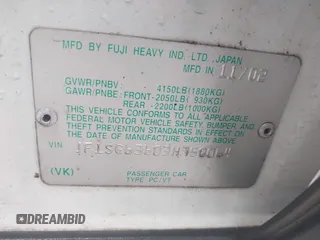 MFD BY FUJI HEAVY IND. LTD. JAPAN
MFD IN 11/02
GVWR/PNBV 4150LB(1880KG)
GAWR/PNBE: FRONT-2050LB( 930KG)
REAR -2200LB(1000KG)
THIS VEHICLE CONFORMS TO ALL APPLICABLE
FEDERAL MOTOR VEHICLE SAFETY, BUMPER, AND
THEFT PREVENTION STANDARDS IN EFFECT ON
THE DATE OF MANUFACTURE SHOWN ABOVE.
VIN
(VK)
PASSENGER CAR
TYPE PC/VT
DREAMBID